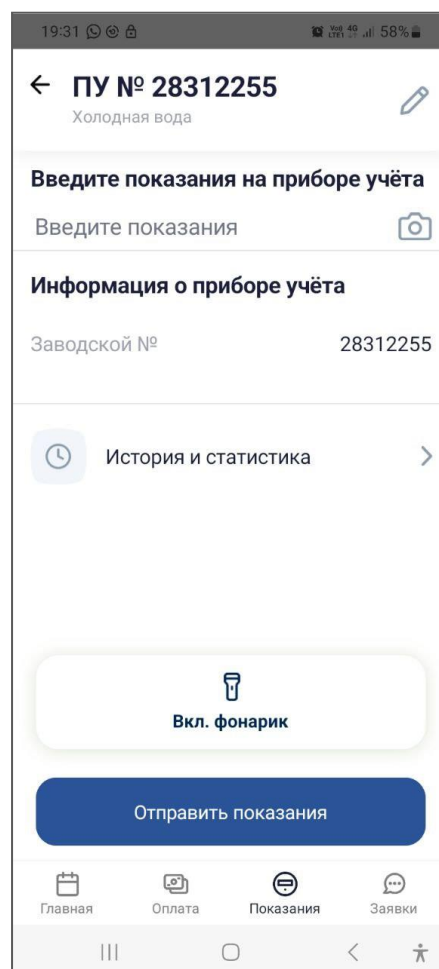 19:31 58%
ПУ № 28312255
Холодная вода
Введите показания на приборе учёта
Введите показания
Информация о приборе учёта
Заводской № 28312255
История и статистика
Вкл. фонарик
Отправить показания
Главная Оплата Показания Заявки